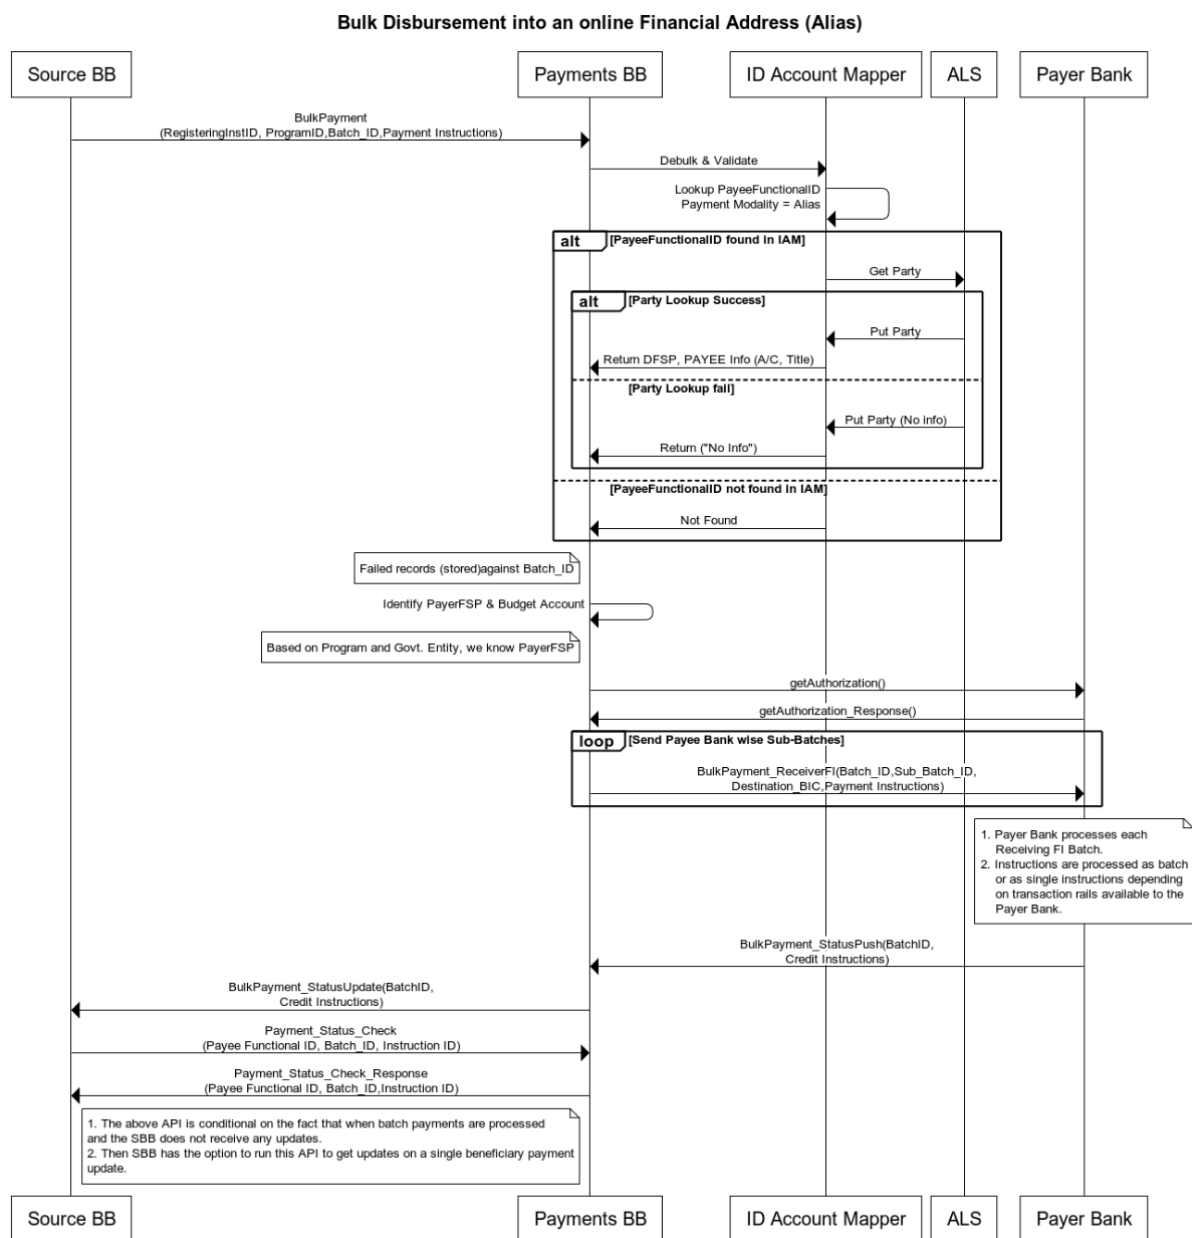 Bulk Disbursement into an online Financial Address (Alias)
Source BB
Payments BB
ID Account Mapper
ALS
Payer Bank
BulkPayment
(RegisteringInstID, ProgramID,Batch_ID,Payment Instructions)
Debulk & Validate
Lookup PayeeFunctionalID
Payment Modality = Alias
alt
[PayeeFunctionalID found in IAM]
Get Party
alt
[Party Lookup Success]
Put Party
Return DFSP, PAYEE Info (A/C, Title)
[Party Lookup fail]
Put Party (No info)
Return ("No Info")
[PayeeFunctionalID not found in IAM]
Not Found
Failed records (stored)against Batch_ID
Identify PayerFSP & Budget Account
Based on Program and Govt. Entity, we know PayerFSP
getAuthorization()
getAuthorization_Response()
loop
[Send Payee Bank wise Sub-Batches]
BulkPayment_ReceiverFI(Batch_ID,Sub_Batch_ID,
Destination_BIC,Payment Instructions)
1. Payer Bank processes each
Receiving FI Batch.
2. Instructions are processed as batch
or as single instructions depending
on transaction rails available to the
Payer Bank.
BulkPayment_StatusPush(BatchID,
Credit Instructions)
BulkPayment_StatusUpdate(BatchID,
Credit Instructions)
Payment_Status_Check
(Payee Functional ID, Batch_ID, Instruction ID)
Payment_Status_Check_Response
(Payee Functional ID, Batch_ID,Instruction ID)
1. The above API is conditional on the fact that when batch payments are processed
and the SBB does not receive any updates.
2. Then SBB has the option to run this API to get updates on a single beneficiary payment
update.
Source BB
Payments BB
ID Account Mapper
ALS
Payer Bank